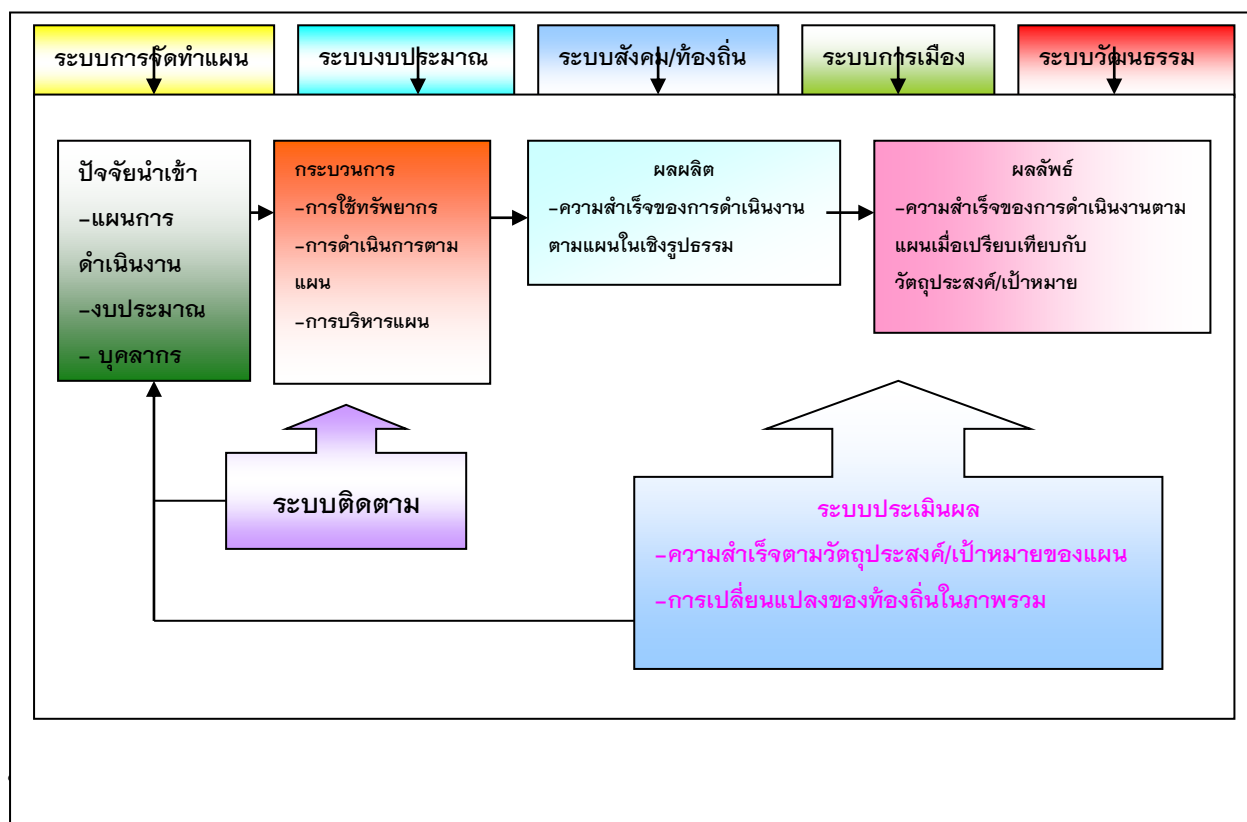 ระบบการจัดทำแผน
ระบบงบประมาณ
ระบบสังคม/ท้องถิ่น
ระบบการเมือง
ระบบวัฒนธรรม
ปัจจัยนำเข้า
-แผนการ
ดำเนินงาน
-งบประมาณ
- บุคลากร
กระบวนการ
-การใช้ทรัพยากร
-การดำเนินการตาม
แผน
-การบริหารแผน
ผลผลิต
-ความสำเร็จของการดำเนินงาน
ตามแผนในเชิงรูปธรรม
ผลลัพธ์
-ความสำเร็จของการดำเนินงานตาม
แผนเมื่อเปรียบเทียบกับ
วัตถุประสงค์/เป้าหมาย
ระบบติดตาม
ระบบประเมินผล
-ความสำเร็จตามวัตถุประสงค์/เป้าหมายของแผน
-การเปลี่ยนแปลงของท้องถิ่นในภาพรวม